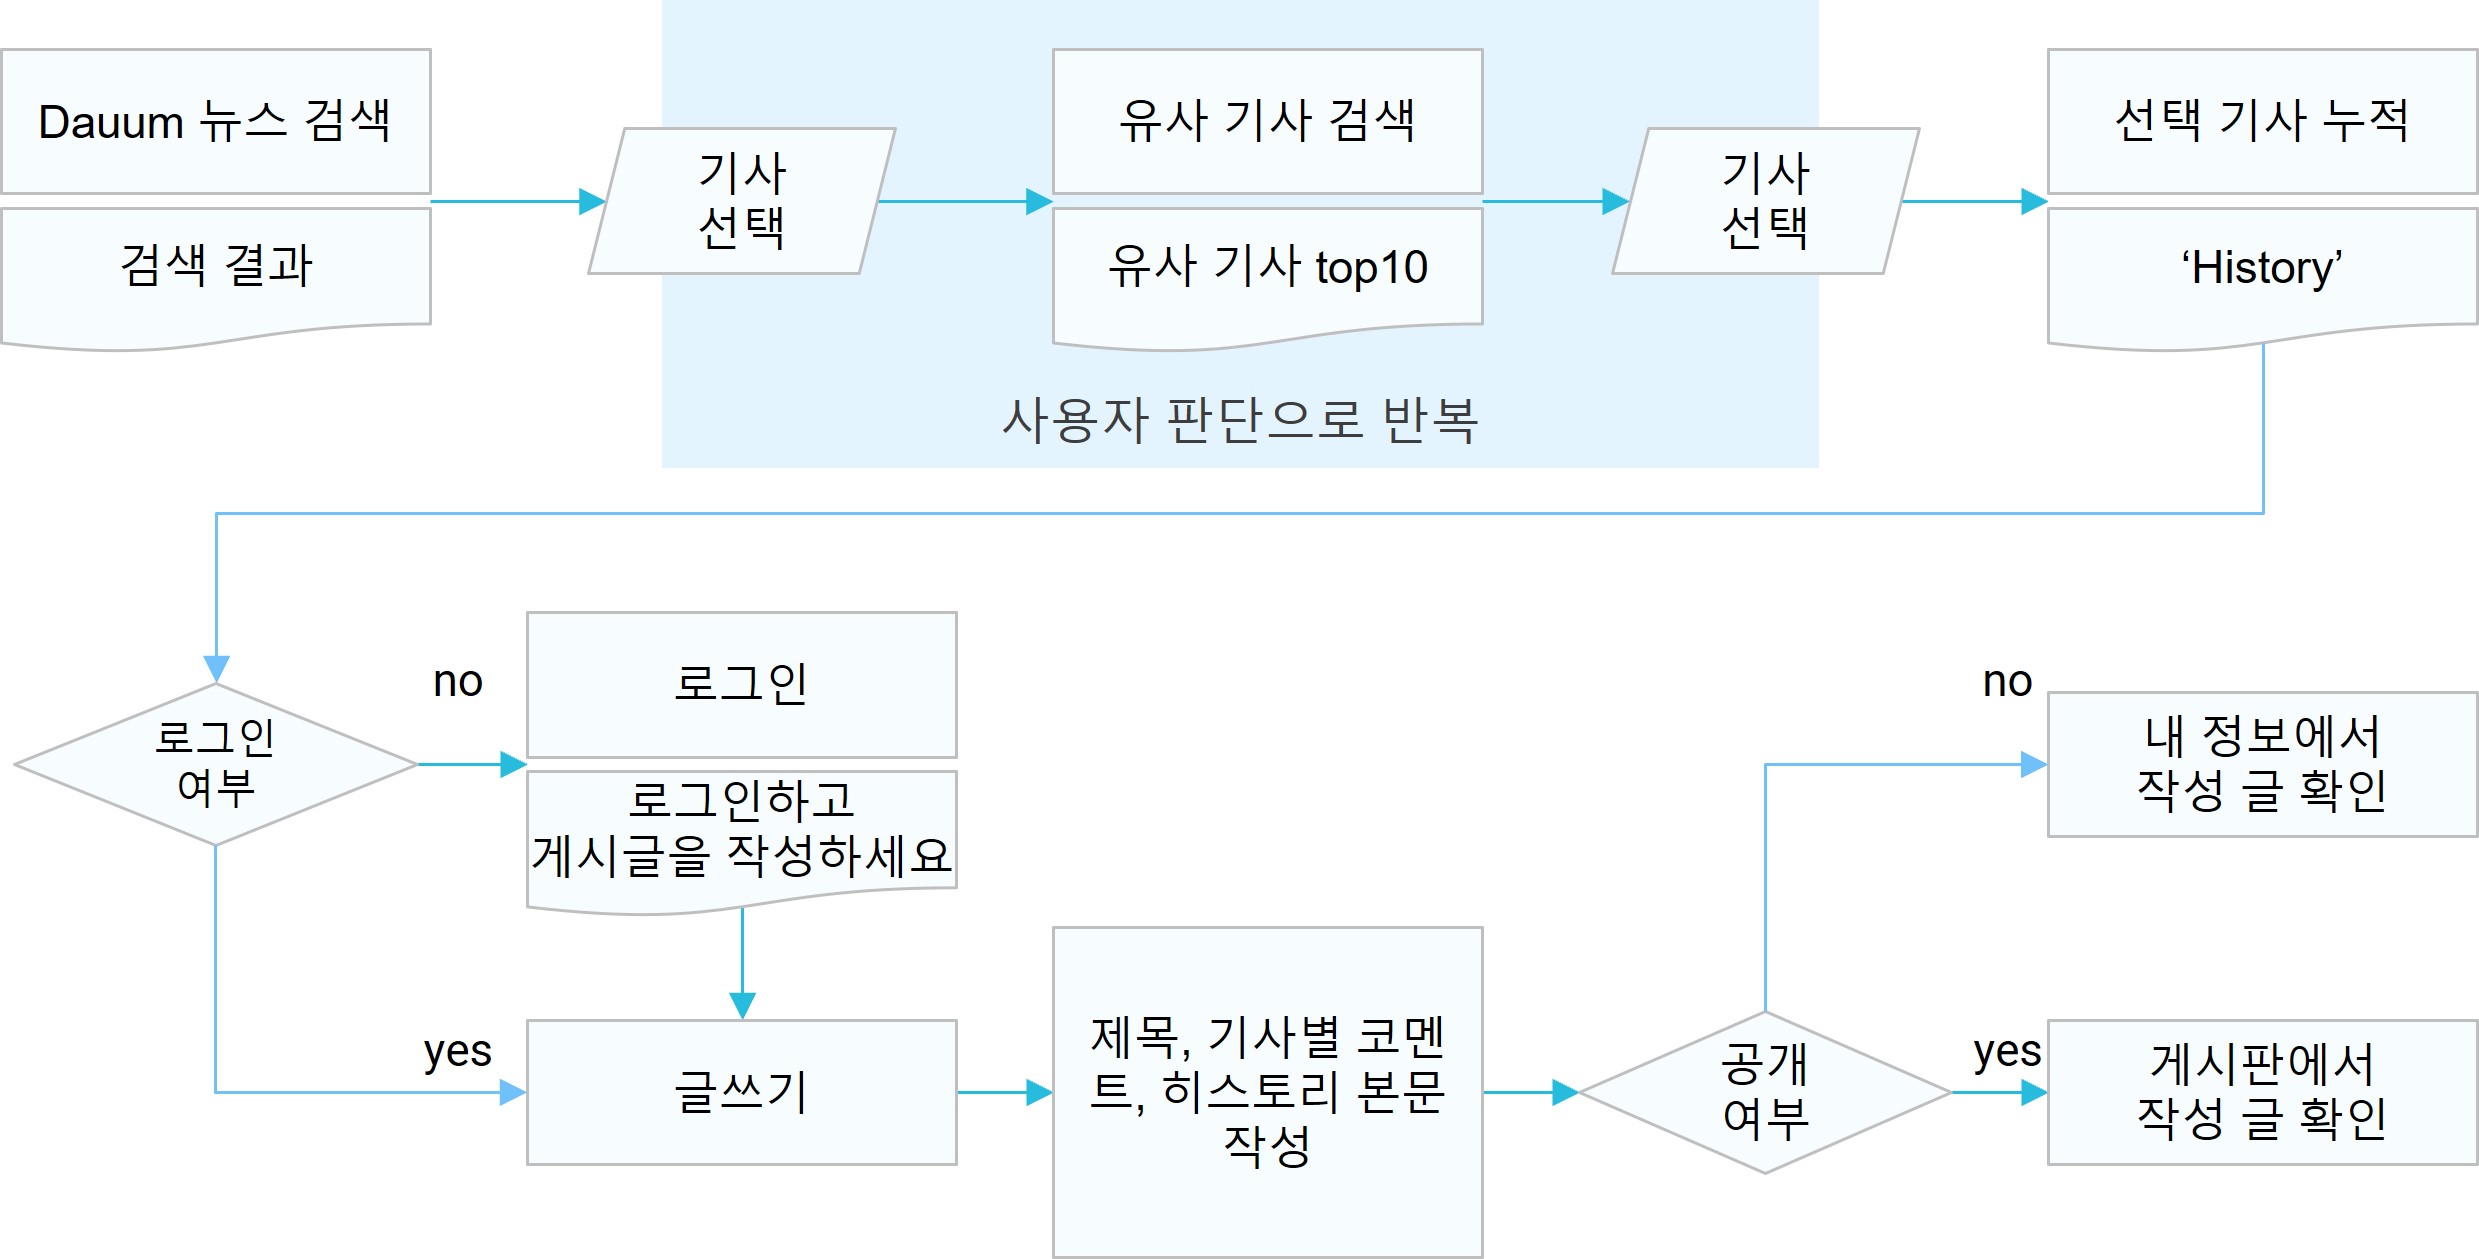 Dauum 뉴스 검색
검색 결과
기사
선택
유사 기사 검색
유사 기사 top10
사용자 판단으로 반복
기사
선택
선택 기사 누적
‘History’
로그인
여부
no
로그인
로그인하고
게시글을 작성하세요
yes
글쓰기
제목, 기사별 코멘
트, 히스토리 본문
작성
공개
여부
no
내 정보에서
작성 글 확인
yes
게시판에서
작성 글 확인